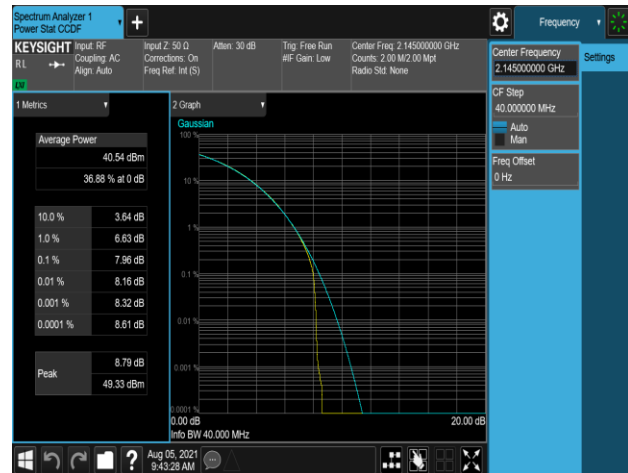 Spectrum Analyzer 1
Power Stat CCDF
Frequency
KEYSIGHT
RL
Input: RF
Coupling: AC
Align: Auto
Input Z: 50 Ω
Corrections: On
Freq Ref: Int (S)
Atten: 30 dB
Trig: Free Run
#IF Gain: Low
Center Freq: 2.145000000 GHz
Counts: 2.00 M/2.00 Mpt
Radio Std: None
Center Frequency
2.145000000 GHz
Settings
CF Step
40.000000 MHz
Auto
Man
Freq Offset
0 Hz
1 Metrics
Average Power
40.54 dBm
36.88 % at 0 dB
10.0 % 3.64 dB
1.0 % 6.63 dB
0.1 % 7.96 dB
0.01 % 8.16 dB
0.001 % 8.32 dB
0.0001 % 8.61 dB
Peak 8.79 dB
49.33 dBm
2 Graph
Gaussian
100 %
10 %
1 %
0.1 %
0.01 %
0.001 %
0.0001 %
0.00 dB 20.00 dB
Info BW 40.000 MHz
? Aug 05, 2021
9:43:28 AM